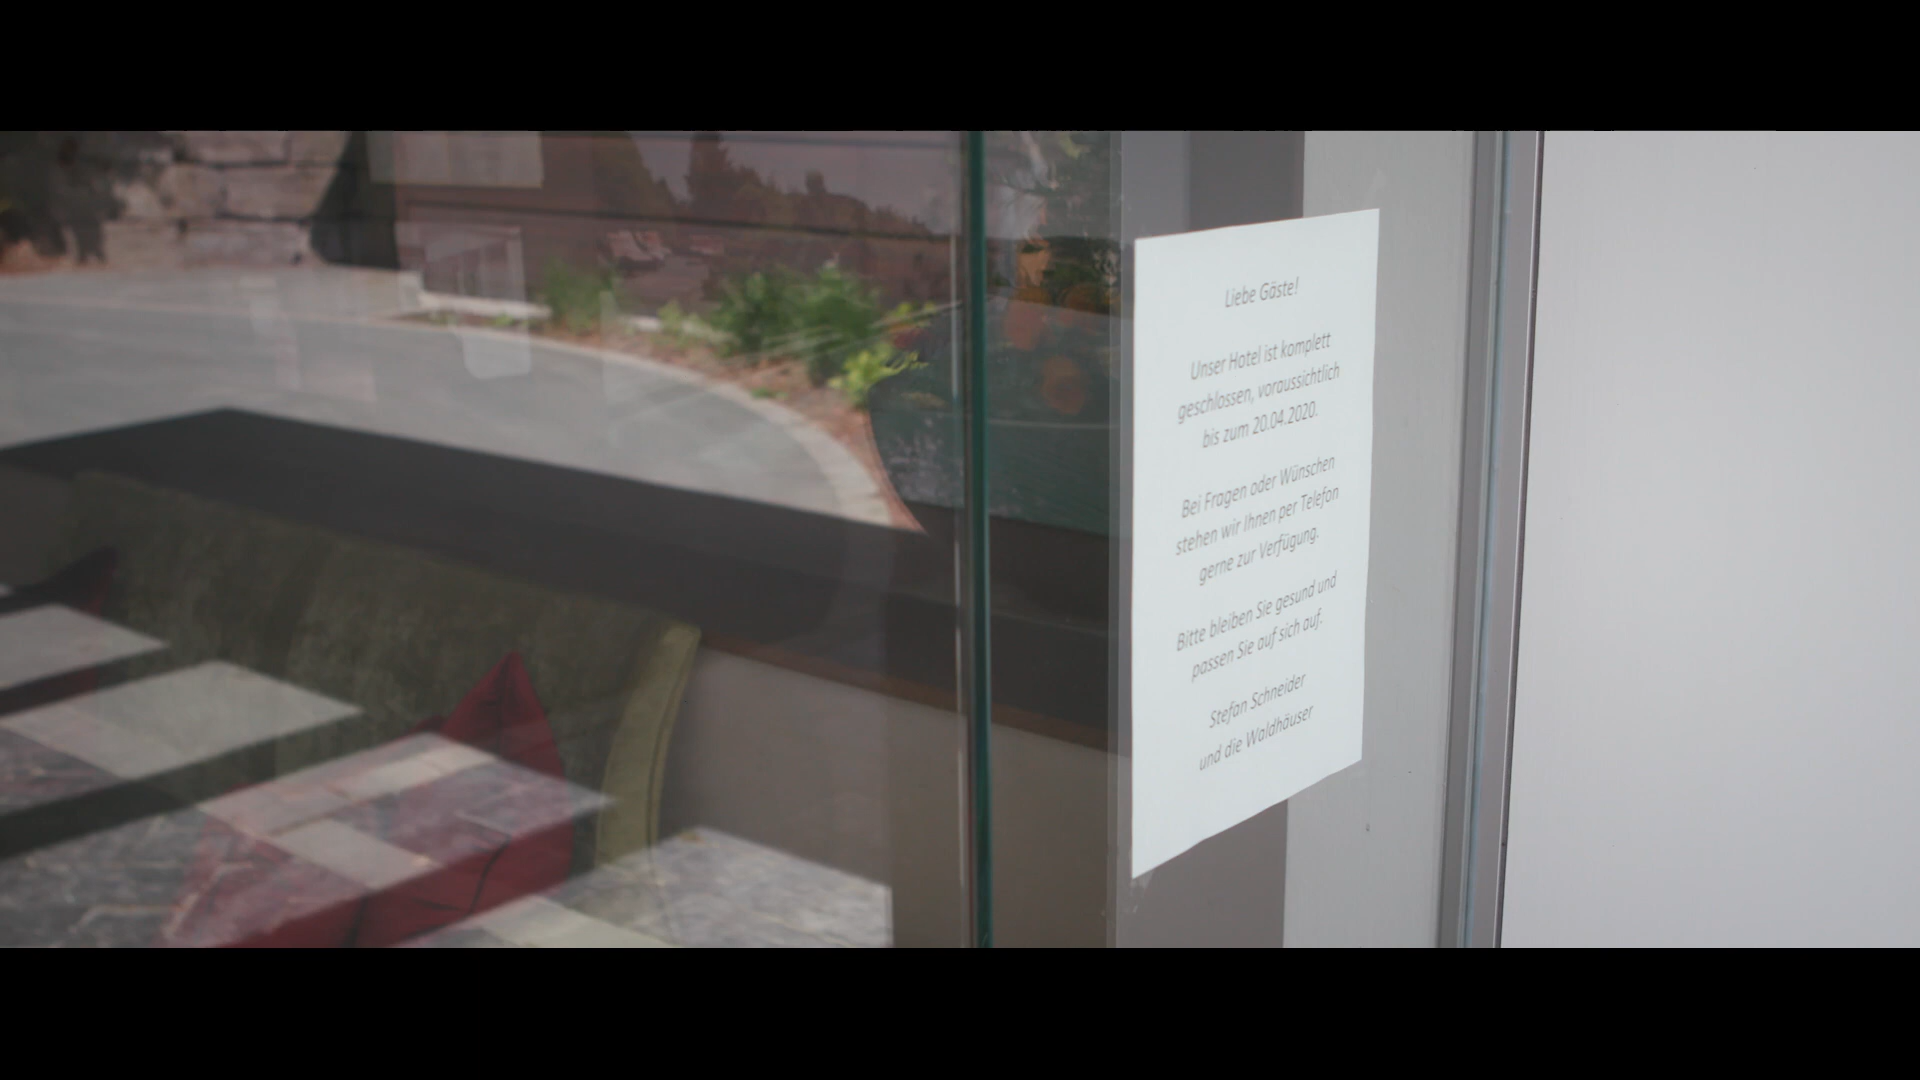 Liebe Gäste!
Unser Hotel ist komplett
geschlossen, voraussichtlich
bis zum 20.04.2020.
Bei Fragen oder Wünschen
stehen wir Ihnen per Telefon
gerne zur Verfügung.
Bitte bleiben Sie gesund und
passen Sie auf sich auf.
Stefan Schneider
und die Waldhäuser